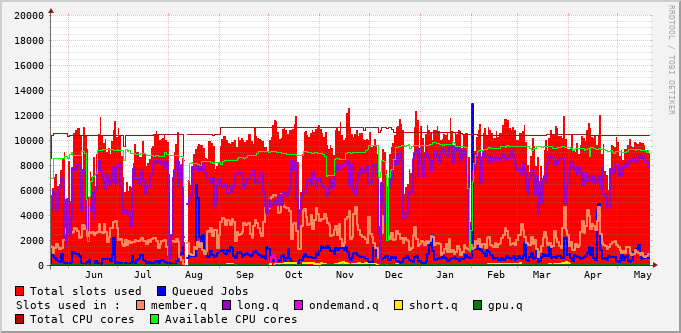 20000
18000
16000
14000
12000
10000
8000
6000
4000
2000
0
Jun Jul Aug Sep Oct Nov Dec Jan Feb Mar Apr May
RRDTOOL / TOBI OETIKER
Total slots used Queued Jobs
Slots used in : member.q long.q ondemand.q short.q gpu.q
Total CPU cores Available CPU cores